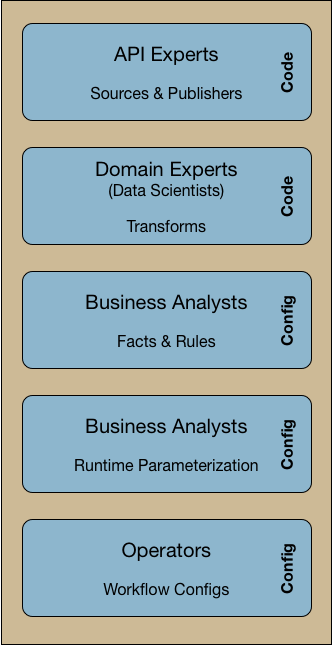 API Experts
Sources & Publishers
Code
Domain Experts
(Data Scientists)
Transforms
Code
Business Analysts
Facts & Rules
Config
Business Analysts
Runtime Parameterization
Config
Operators
Workflow Configs
Config